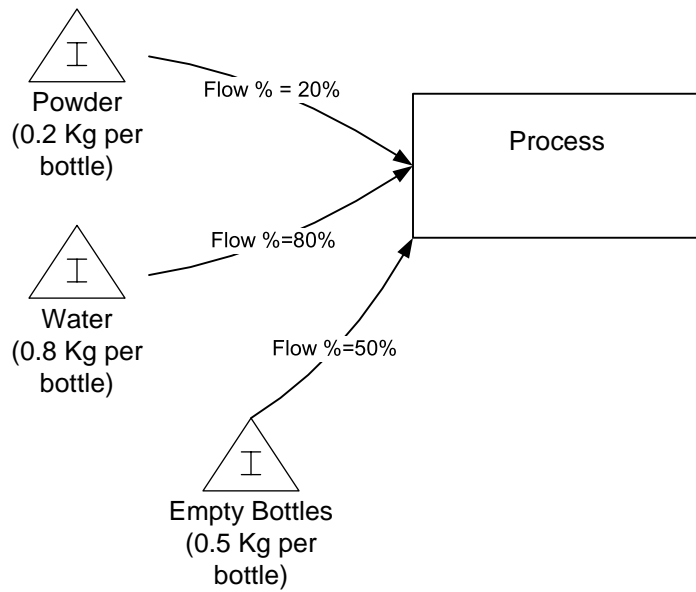 I
Powder
(0.2 Kg per
bottle)
Flow % = 20%
Process
I
Water
(0.8 Kg per
bottle)
Flow %=80%
Flow %=50%
I
Empty Bottles
(0.5 Kg per
bottle)